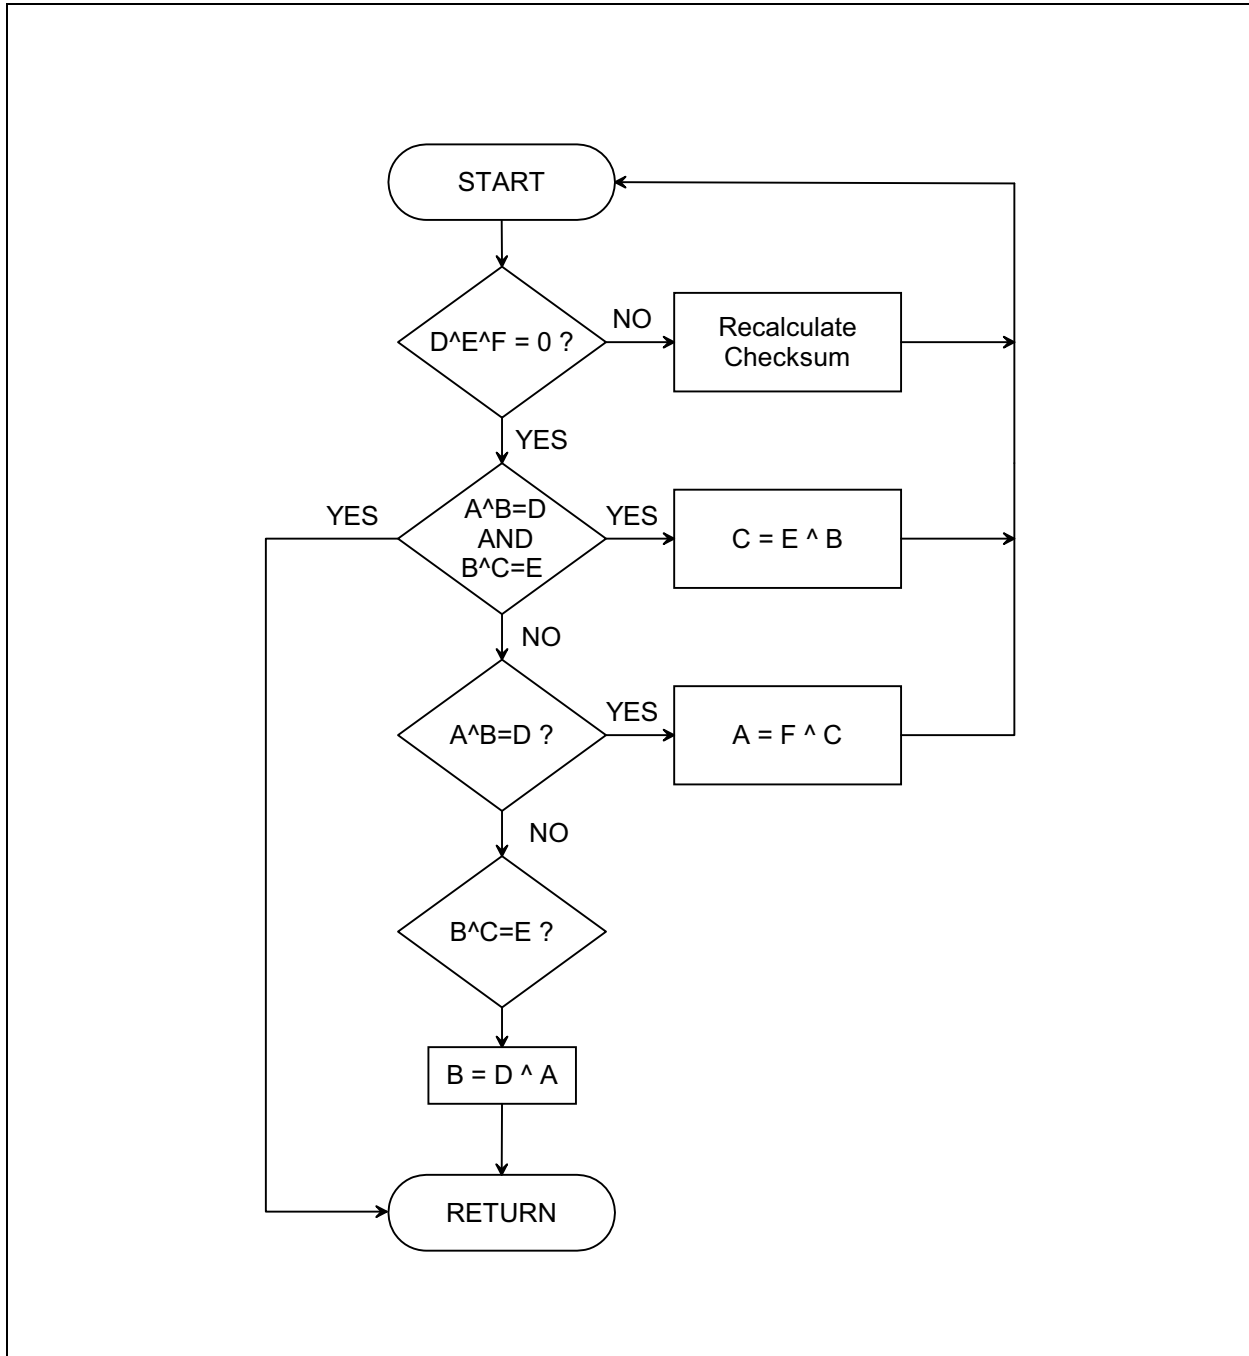 START
D^E^F = 0 ?
NO
Recalculate
Checksum
YES
YES
A^B=D
AND
B^C=E
YES
C = E ^ B
NO
A^B=D ?
YES
A = F ^ C
NO
B^C=E ?
B = D ^ A
RETURN